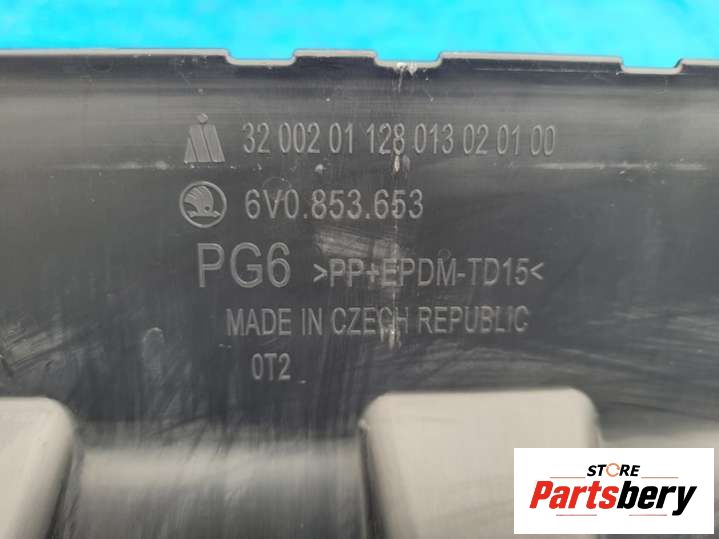 32 002 01 128 013 02 01 00
6V0.853.653
PG6 >PP+EPDM-TD15<
MADE IN CZECH REPUBLIC
0T2
STORE
Partsbery